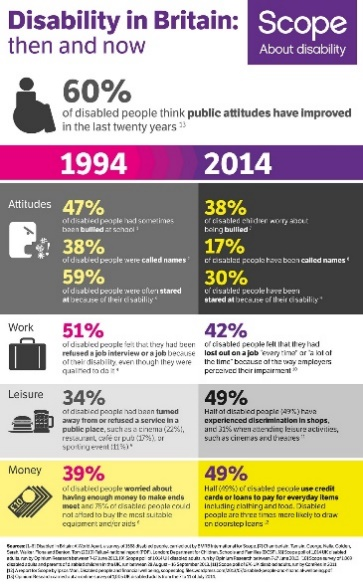 Disability in Britain:
then and now
Scope
About disability
60%
of disabled people think public attitudes have improved
in the last twenty years
1994
2014
Attitudes
47%
of disabled people had sometimes
been bullied at school
38%
of disabled people were called names
59%
of disabled people were often stared
at because of their disability
38%
of disabled children worry about
being bullied
17%
of disabled people have been called names
30%
of disabled people have been
stared at because of their disability
Work
51%
of disabled people felt that they had been
refused a job interview or a job because
of their disability, even though they were
qualified to do it
42%
of disabled people felt that they had
lost out on a job 'every time' or 'a lot of
the time' because of the way employers
perceived their impairment
Leisure
34%
of disabled people had been turned
away from or refused a service in a
public place, such as a cinema (22%),
restaurant, café or pub (17%), or
sporting event (11%)
49%
Half of disabled people (49%) have
experienced discrimination in shops,
and 31% when attending leisure activities,
such as cinemas and theatres
Money
39%
of disabled people worried about
having enough money to make ends
meet and 25% of disabled people could
not afford to buy the most suitable
equipment and/or aids
49%
Half (49%) of disabled people use credit
cards or loans to pay for everyday items
including clothing and food. Disabled
people are three times more likely to draw
on doorstep loans